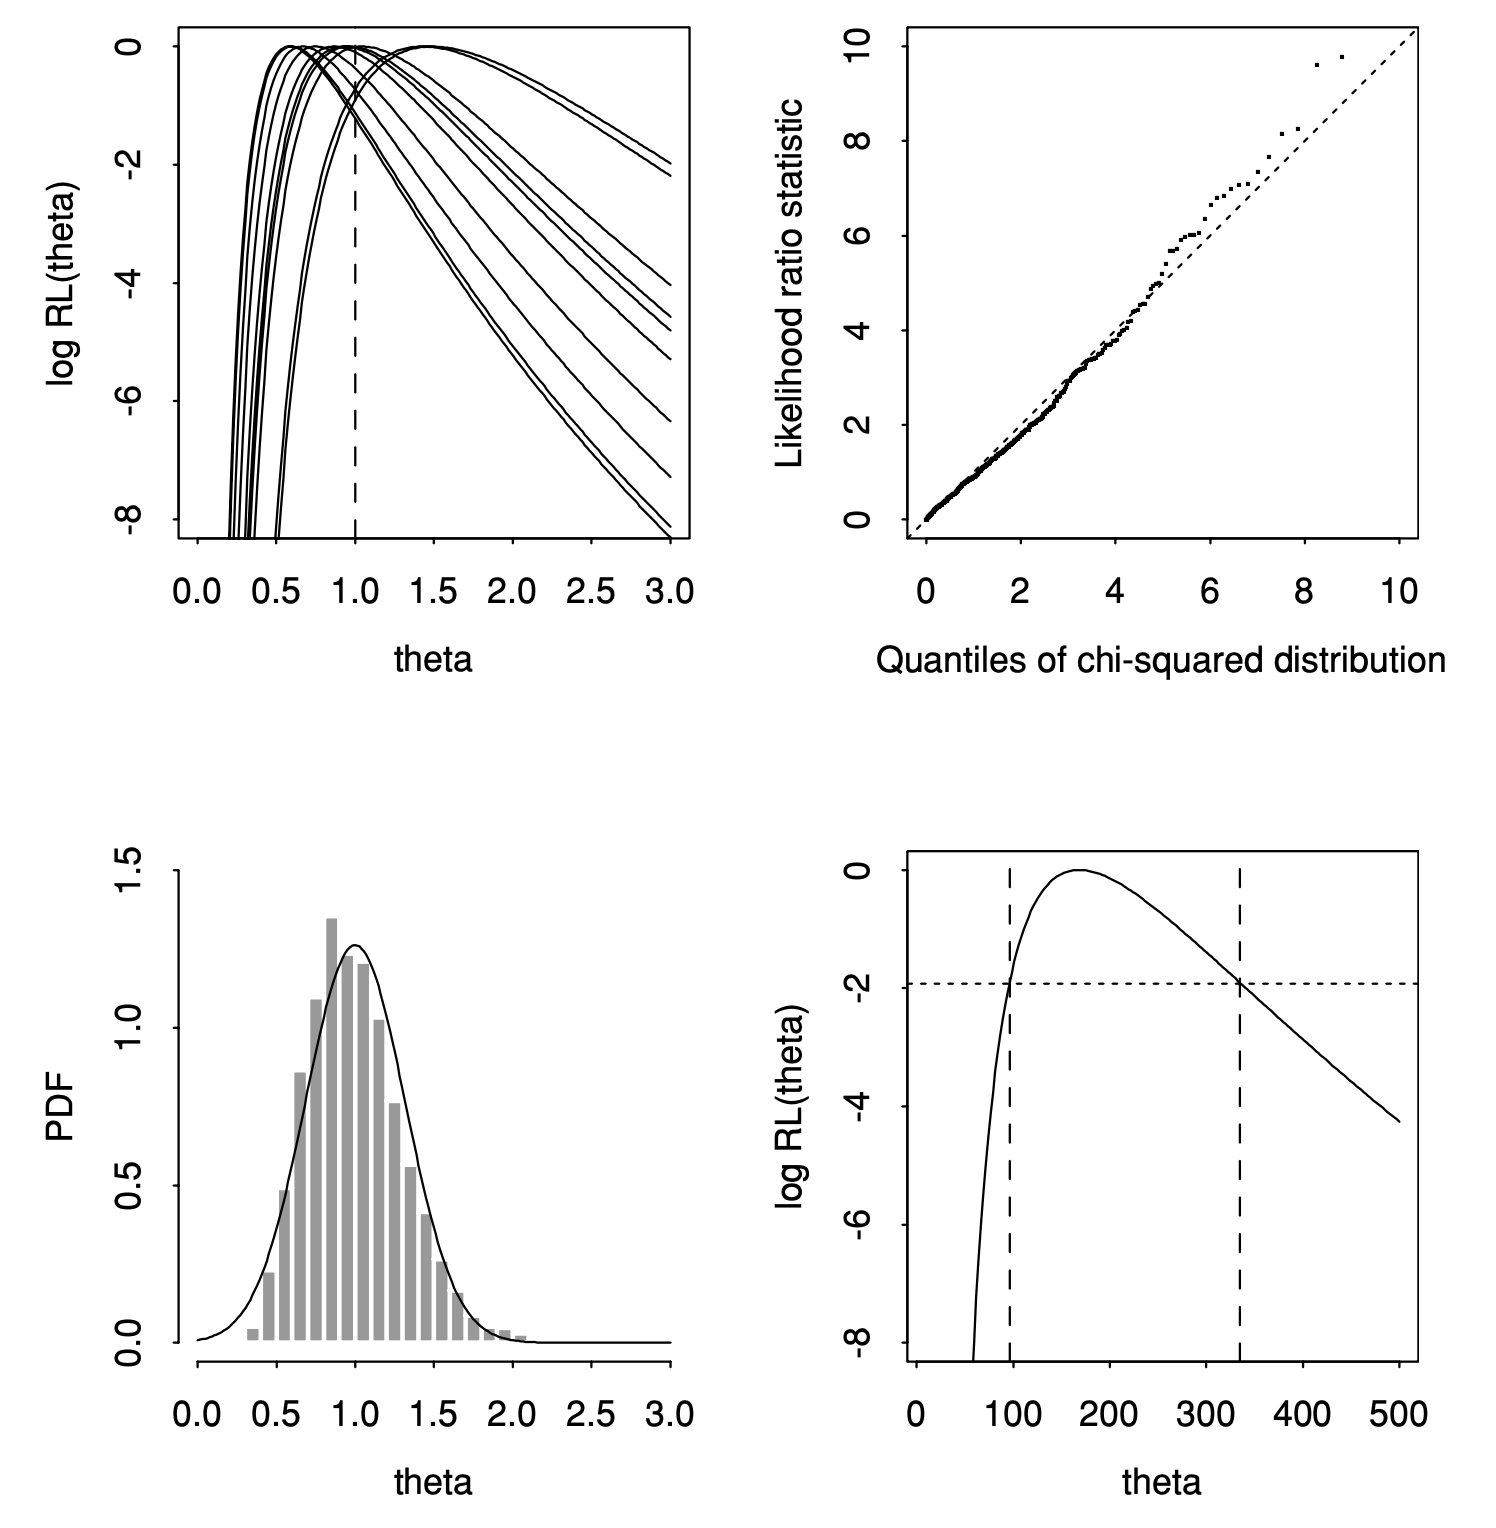 log RL(theta)
0
-2
-4
-6
-8
0.0 0.5 1.0 1.5 2.0 2.5 3.0
theta
Likelihood ratio statistic
10
8
6
4
2
0
0 2 4 6 8 10
Quantiles of chi-squared distribution
PDF
1.5
1.0
0.5
0.0
0.0 0.5 1.0 1.5 2.0 2.5 3.0
theta
log RL(theta)
0
-2
-4
-6
-8
0 100 200 300 400 500
theta